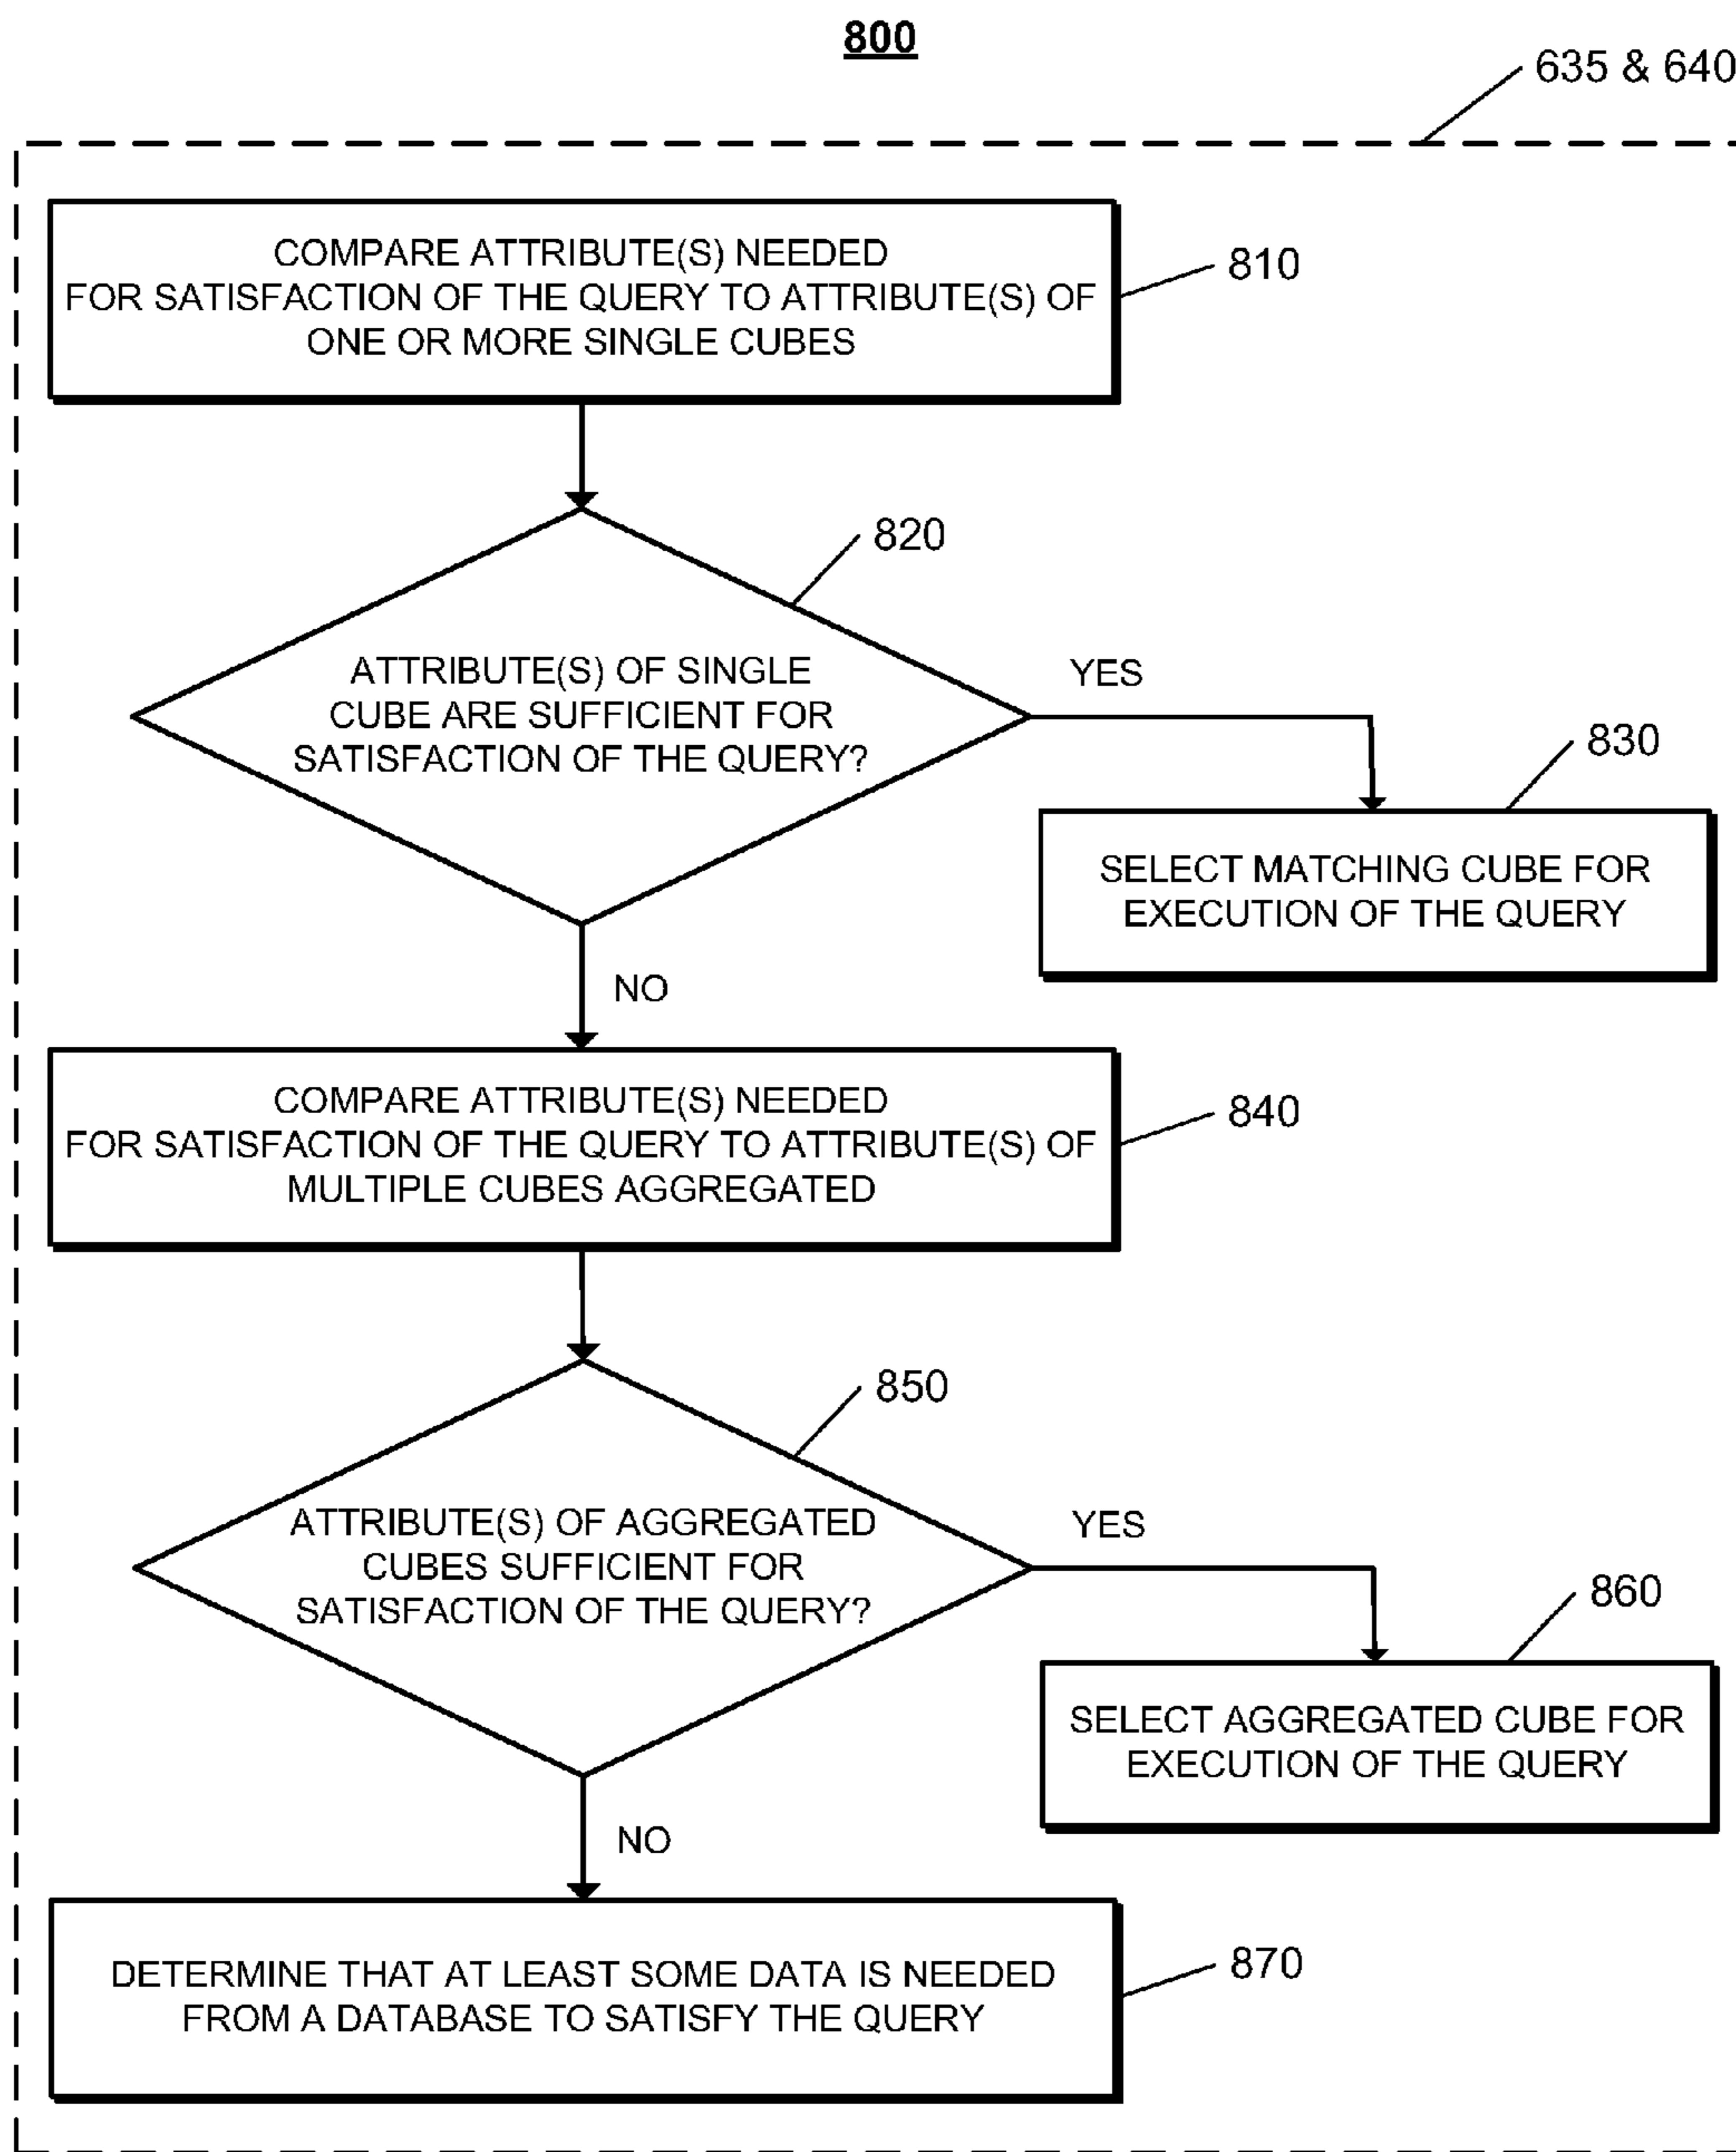 800
635 & 640
COMPARE ATTRIBUTE(S) NEEDED
FOR SATISFACTION OF THE QUERY TO ATTRIBUTE(S) OF
ONE OR MORE SINGLE CUBES
810
820
ATTRIBUTE(S) OF SINGLE
CUBE ARE SUFFICIENT FOR
SATISFACTION OF THE QUERY?
YES
830
SELECT MATCHING CUBE FOR
EXECUTION OF THE QUERY
NO
COMPARE ATTRIBUTE(S) NEEDED
FOR SATISFACTION OF THE QUERY TO ATTRIBUTE(S) OF
MULTIPLE CUBES AGGREGATED
840
850
ATTRIBUTE(S) OF AGGREGATED
CUBES SUFFICIENT FOR
SATISFACTION OF THE QUERY?
YES
860
SELECT AGGREGATED CUBE FOR
EXECUTION OF THE QUERY
NO
DETERMINE THAT AT LEAST SOME DATA IS NEEDED
FROM A DATABASE TO SATISFY THE QUERY
870